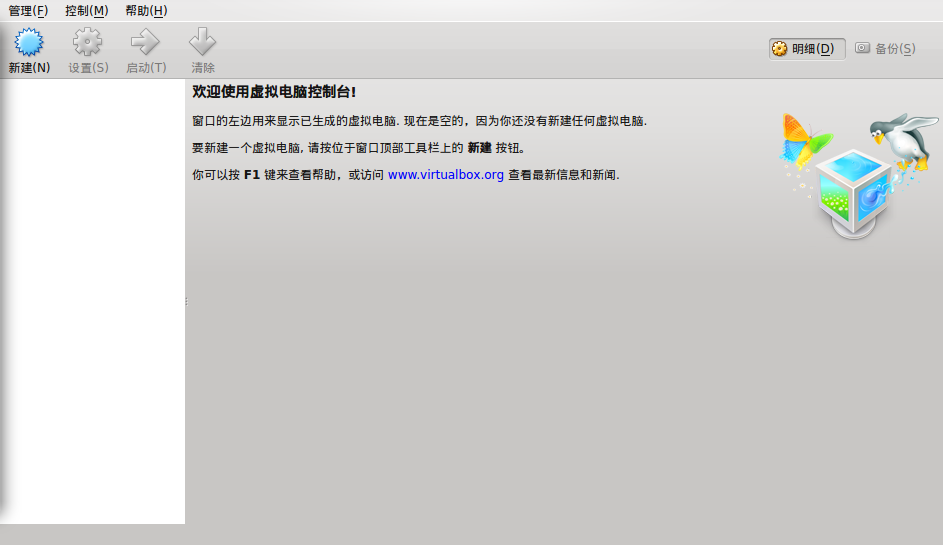 管理(F) 控制(M) 帮助(H)
新建(N) 设置(S) 启动(T) 清除 明细(D) 备份(S)
欢迎使用虚拟电脑控制台!
窗口的左边用来显示已生成的虚拟电脑. 现在是空的，因为你还没有新建任何虚拟电脑.
要新建一个虚拟电脑, 请按位于窗口顶部工具栏上的 新建 按钮。
你可以按 F1 键来查看帮助，或访问 www.virtualbox.org 查看最新信息和新闻.